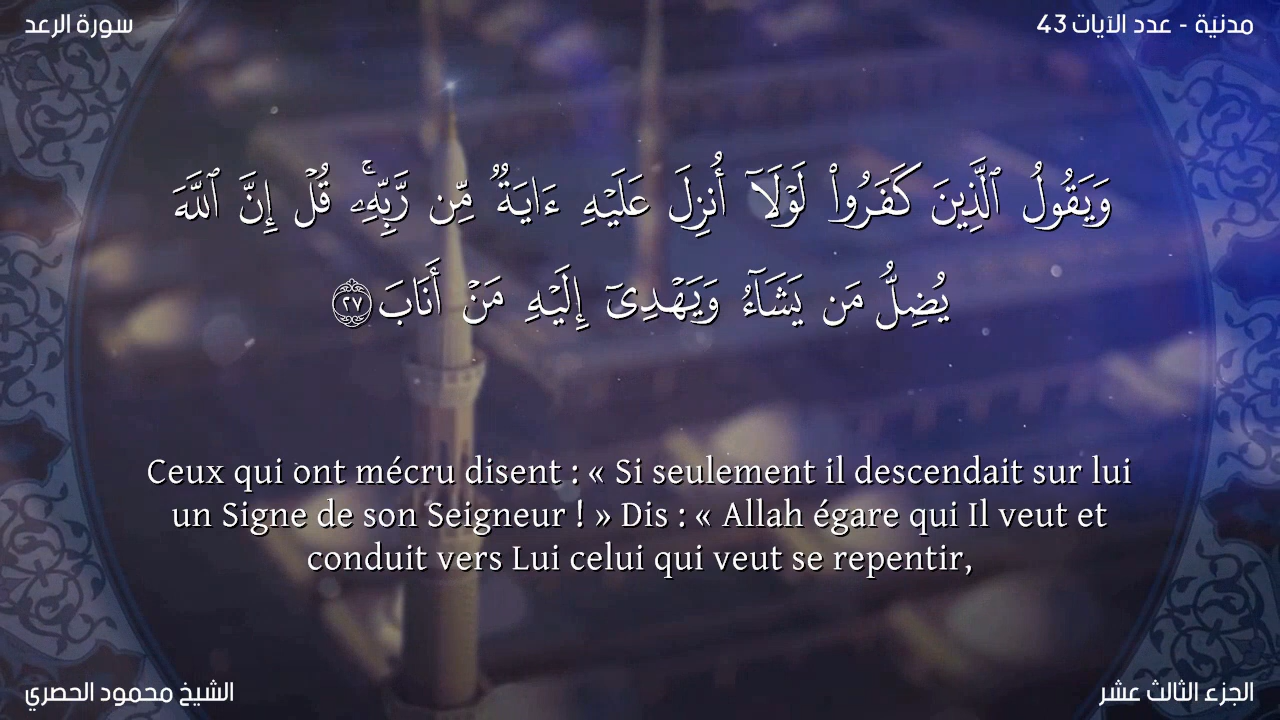 سورة الرعد
مدنية - عدد الآيات 43
وَيَقُولُ ٱلَّذِينَ كَفَرُوا۟ لَوْلَآ أُنزِلَ عَلَيْهِ ءَايَةٌ مِّن رَّبِّهِۦ ۗ قُلْ إِنَّ ٱللَّهَ
يُضِلُّ مَن يَشَآءُ وَيَهْدِىٓ إِلَيْهِ مَنْ أَنَابَ ٢٧
Ceux qui ont mécru disent : « Si seulement il descendait sur lui
un Signe de son Seigneur ! » Dis : « Allah égare qui Il veut et
conduit vers Lui celui qui veut se repentir,
الشيخ محمود الحصري
الجزء الثالث عشر